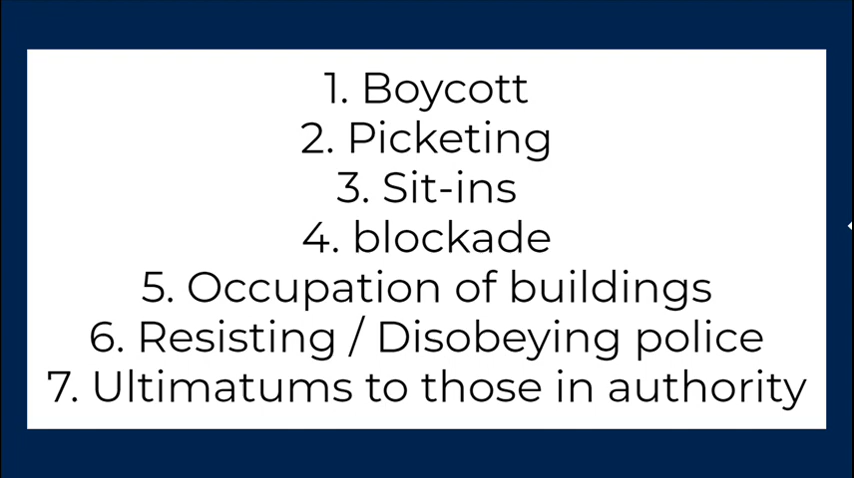 1. Boycott
2. Picketing
3. Sit-ins
4. blockade
5. Occupation of buildings
6. Resisting / Disobeying police
7. Ultimatums to those in authority